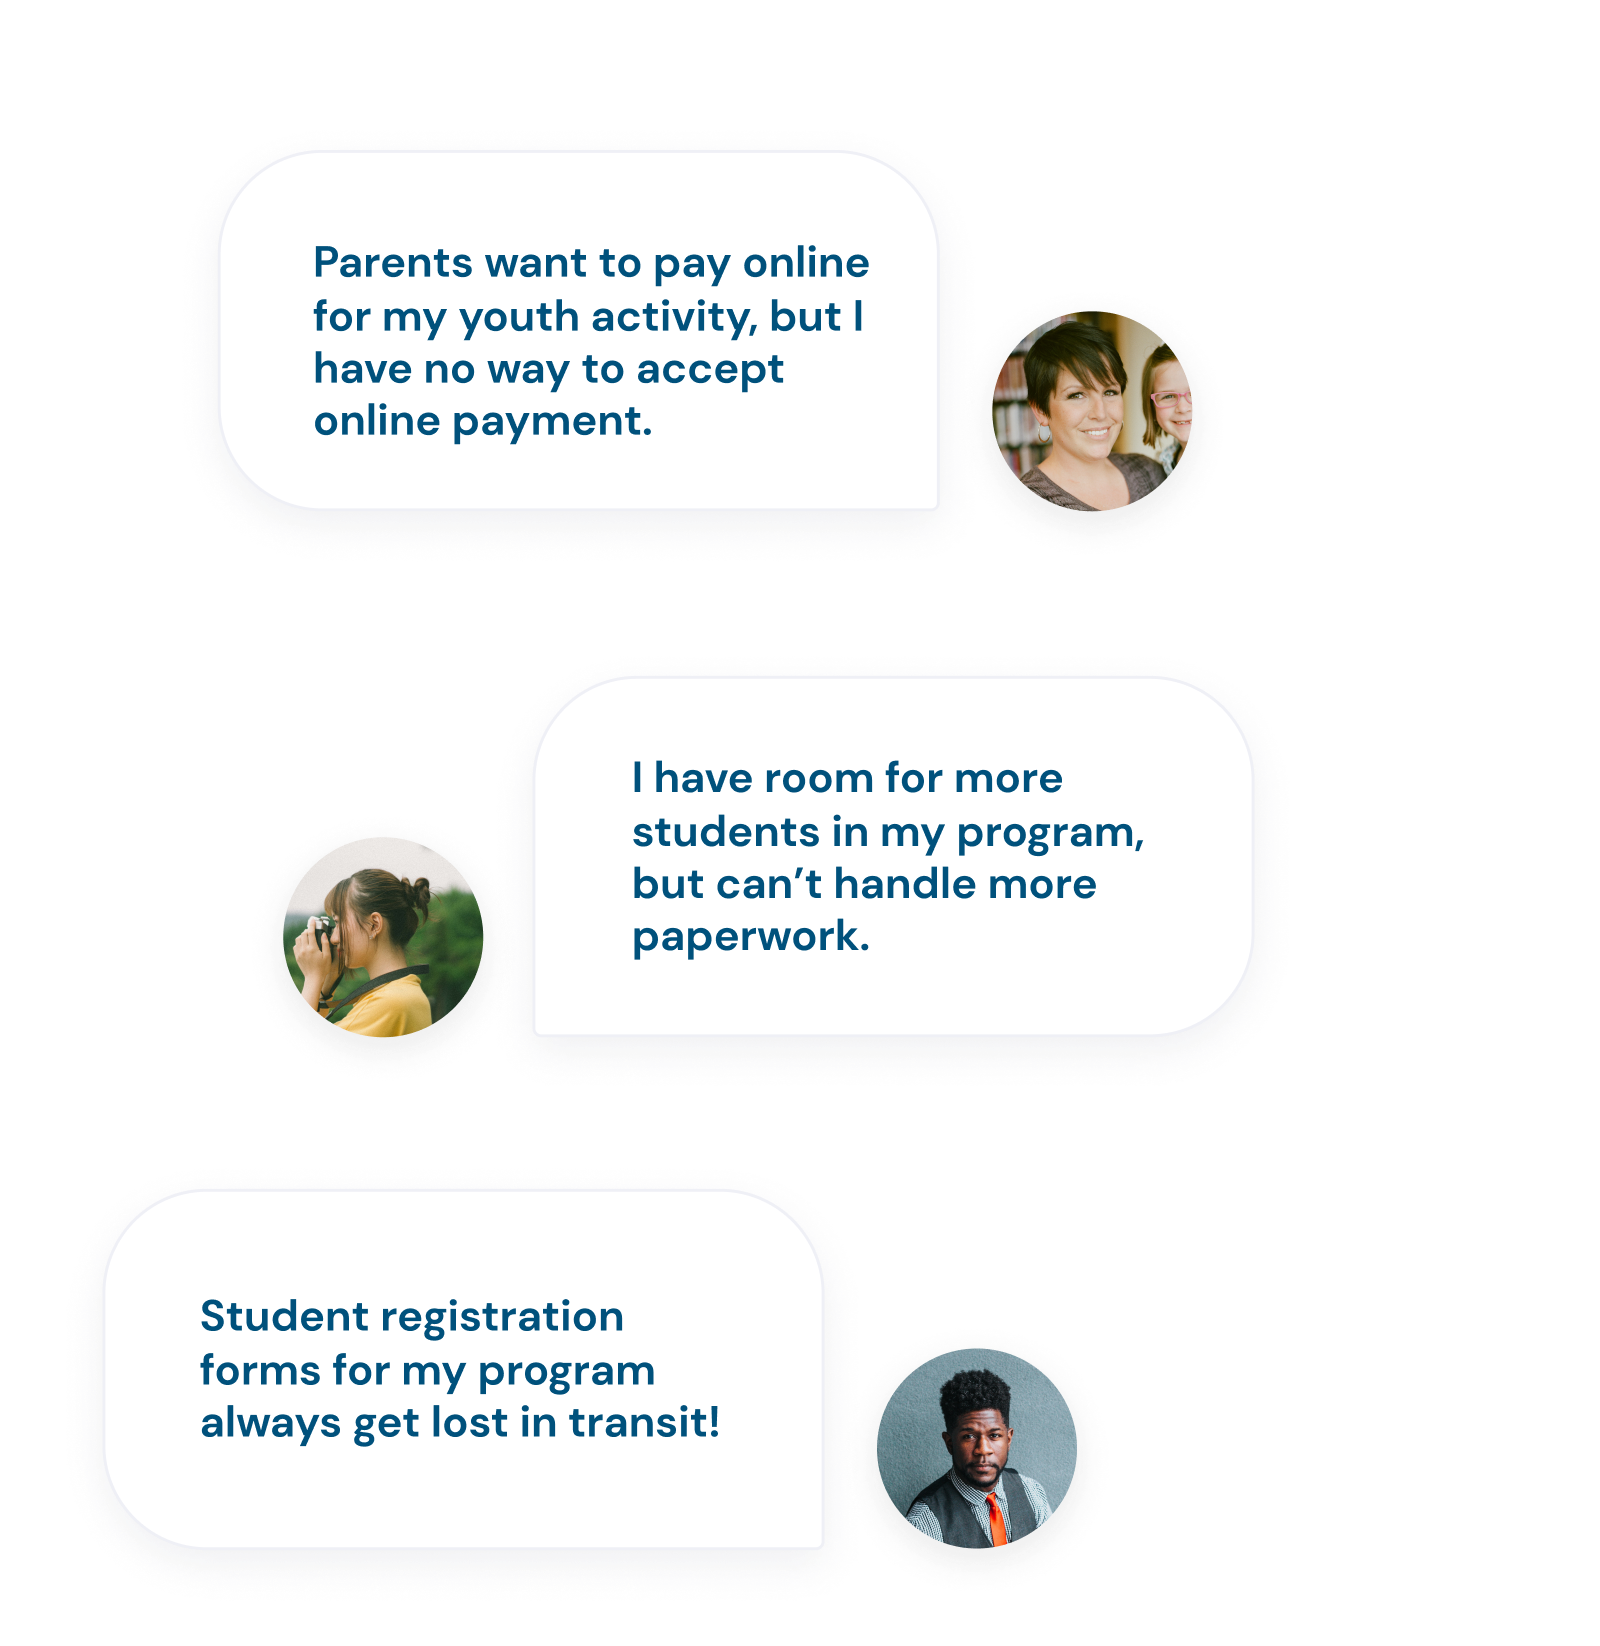 Parents want to pay online
for my youth activity, but I
have no way to accept
online payment.
I have room for more
students in my program,
but can’t handle more
paperwork.
Student registration
forms for my program
always get lost in transit!